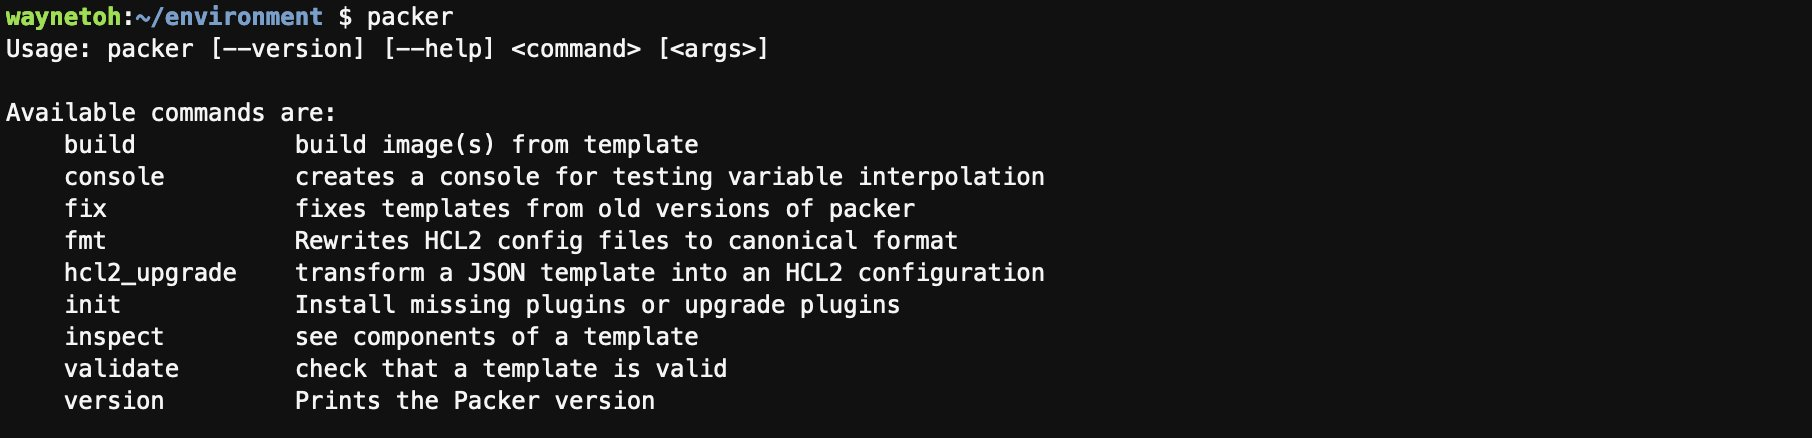 waynetoh:~/environment $ packer
Usage: packer [--version] [--help] <command> [<args>]

Available commands are:
    build           build image(s) from template
    console         creates a console for testing variable interpolation
    fix             fixes templates from old versions of packer
    fmt             Rewrites HCL2 config files to canonical format
    hcl2_upgrade    transform a JSON template into an HCL2 configuration
    init            Install missing plugins or upgrade plugins
    inspect         see components of a template
    validate        check that a template is valid
    version         Prints the Packer version